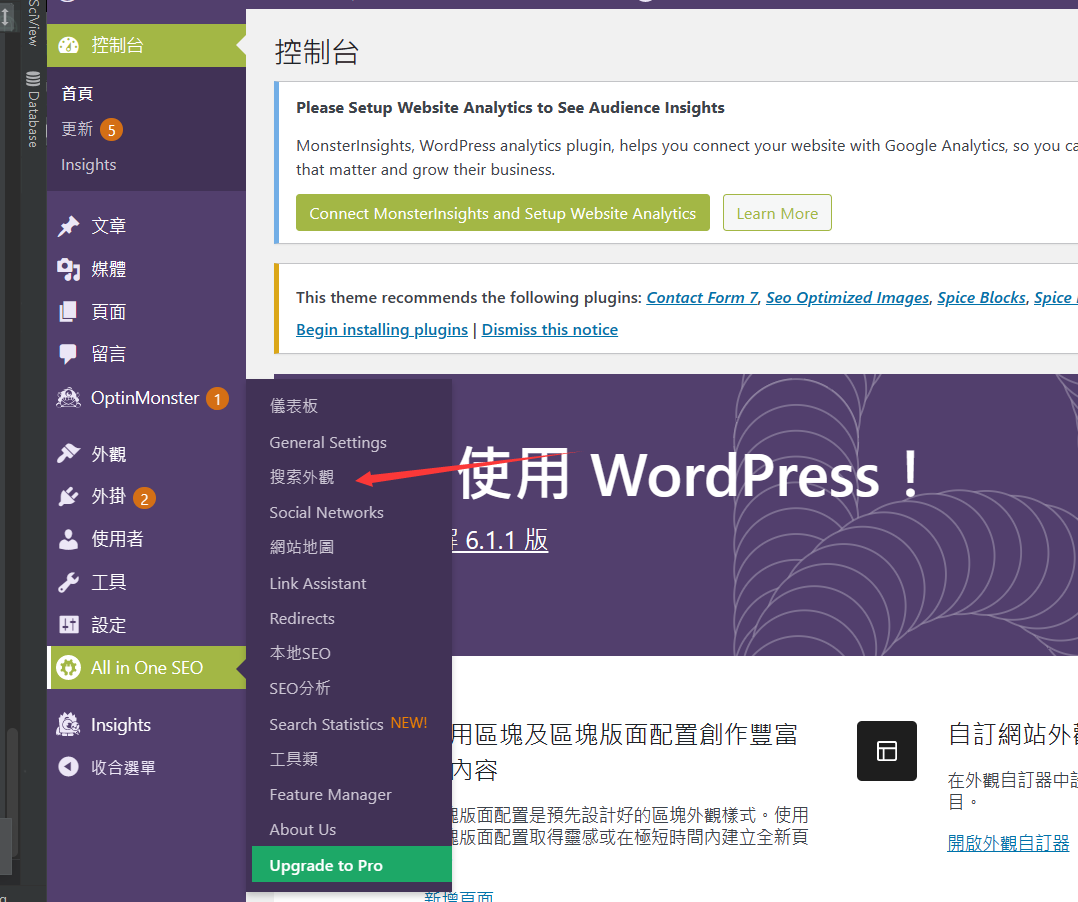 SciView
Database
控制台
首頁
更新 5
Insights
文章
媒體
頁面
留言
OptinMonster 1
外觀
外掛 2
使用者
工具
設定
All in One SEO
Insights
收合選單
儀表板
General Settings
搜索外觀
Social Networks
網站地圖
Link Assistant
Redirects
本地SEO
SEO分析
Search Statistics NEW!
工具類
Feature Manager
About Us
Upgrade to Pro
控制台
Please Setup Website Analytics to See Audience Insights
MonsterInsights, WordPress analytics plugin, helps you connect your website with Google Analytics, so you ca
that matter and grow their business.
Connect MonsterInsights and Setup Website Analytics
Learn More
This theme recommends the following plugins: Contact Form 7, Seo Optimized Images, Spice Blocks, Spice
Begin installing plugins | Dismiss this notice
使用 WordPress！
解 6.1.1 版
用區塊及區塊版面配置創作豐富
內容
塊版面配置是預先設計好的區塊外觀樣式。使用
塊版面配置取得靈感或在極短時間內建立全新頁
新增頁面
自訂網站外觀
在外觀自訂器中設
目。
開啟外觀自訂器